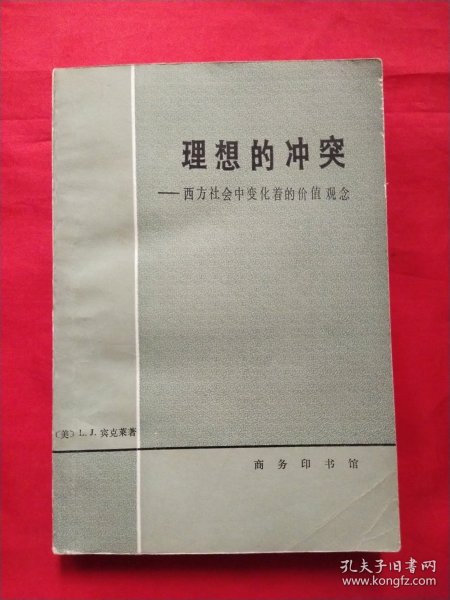 理想的冲突
——西方社会中变化着的价值观念
〔美〕L.J.宾克莱著
商务印书馆
孔夫子旧书网
www.kongfz.com